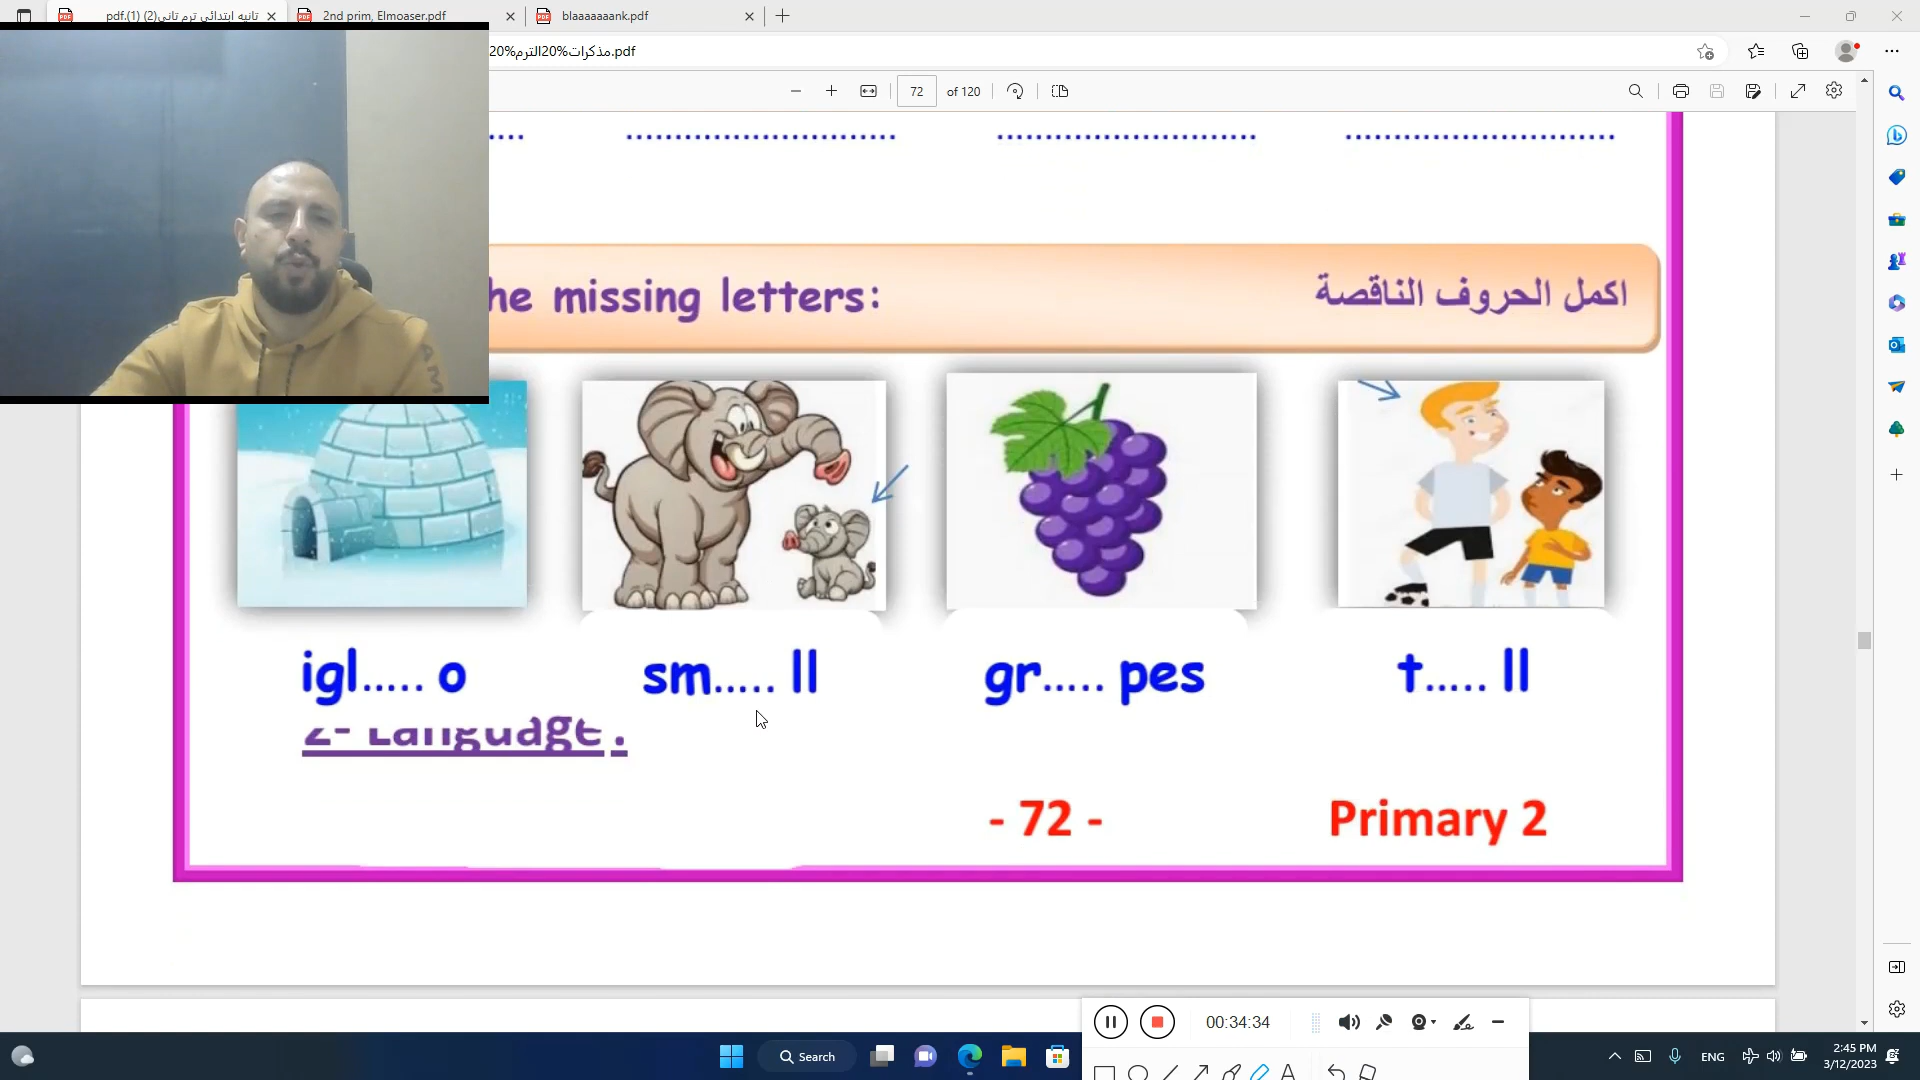 تانيه ابتدائي ترم تاني(2) (1).pdf
2nd prim, Elmoaser.pdf
blaaaaaaank.pdf
20%مذكرات%20الترم.pdf
72 of 120
he missing letters:
اكمل الحروف الناقصة
igl..... o
sm..... ll
gr..... pes
t..... ll
2- Language :
- 72 -
Primary 2
00:34:34
Search
ENG
2:45 PM
3/12/2023